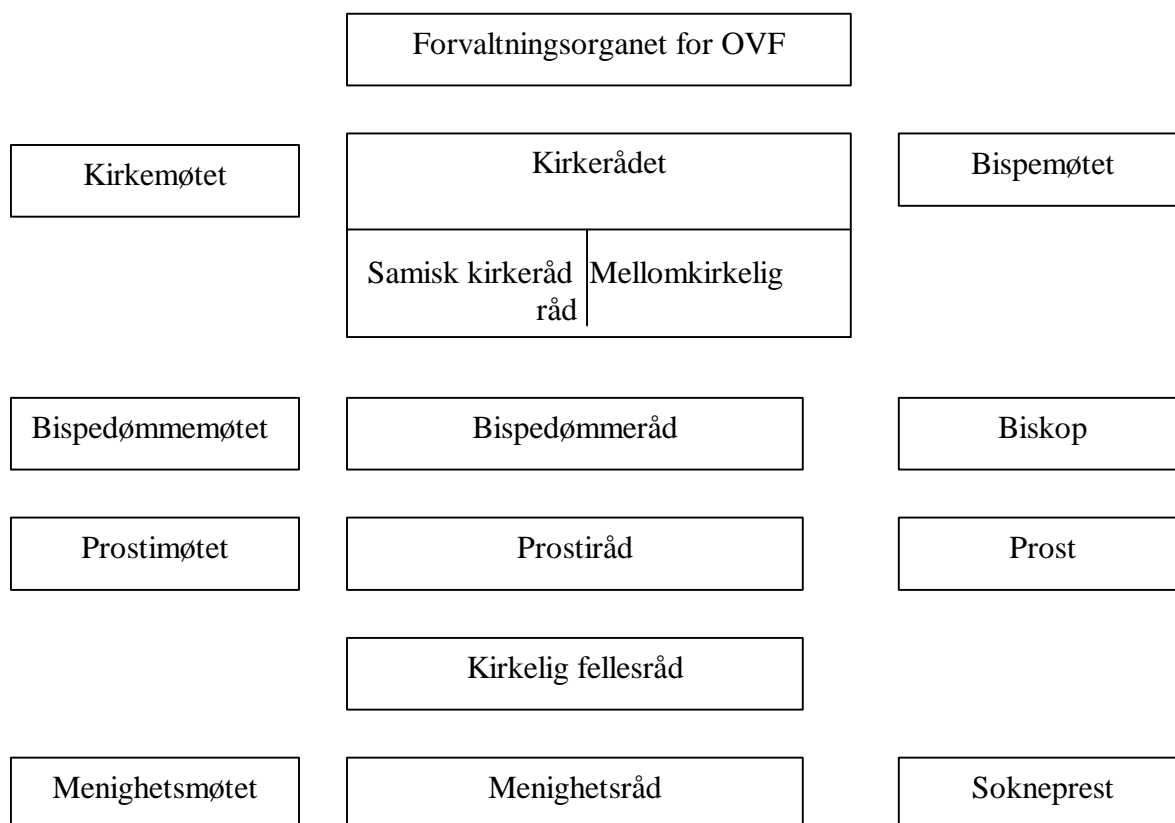 Forvaltningsorganet for OVF
Kirkemøtet
Kirkerådet
Bispemøtet
Samisk kirkeråd
Mellomkirkelig
råd
Bispedømmemøtet
Bispedømmeråd
Biskop
Prostimøtet
Prostiråd
Prost
Kirkelig fellesråd
Menighetsmøtet
Menighetsråd
Sokneprest